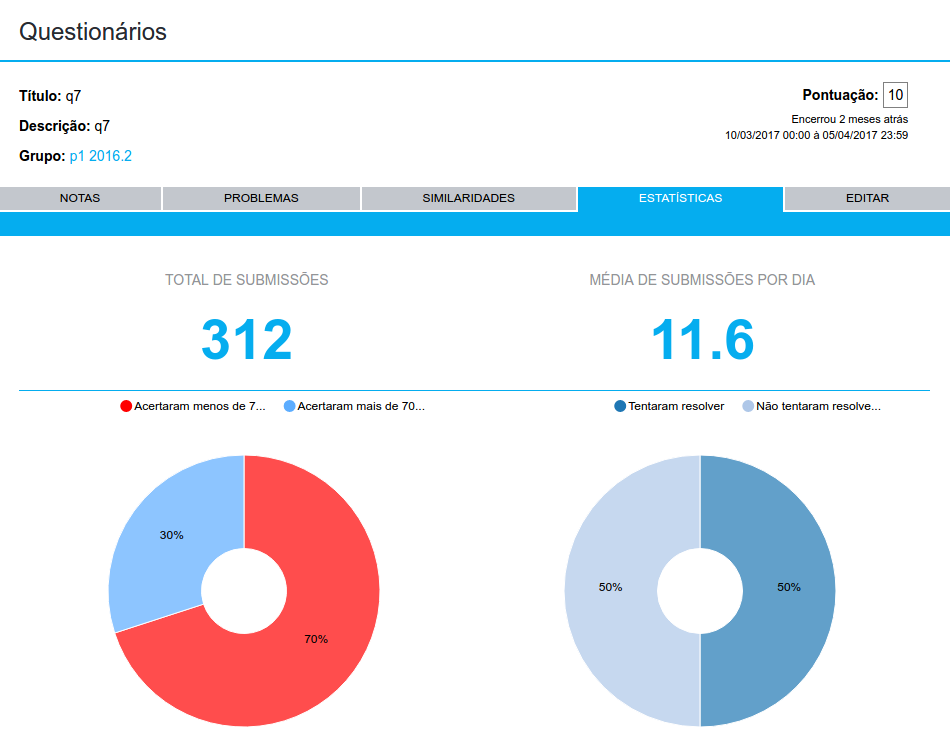 Questionários
Título: q7
Descrição: q7
Grupo: p1 2016.2
Pontuação: 10
Encerrou 2 meses atrás
10/03/2017 00:00 à 05/04/2017 23:59
NOTAS PROBLEMAS SIMILARIDADES ESTATÍSTICAS EDITAR
TOTAL DE SUBMISSÕES
312
MÉDIA DE SUBMISSÕES POR DIA
11.6
Acertaram menos de 7... Acertaram mais de 70...
30%
70%
Tentaram resolver Não tentaram resolve...
50%
50%